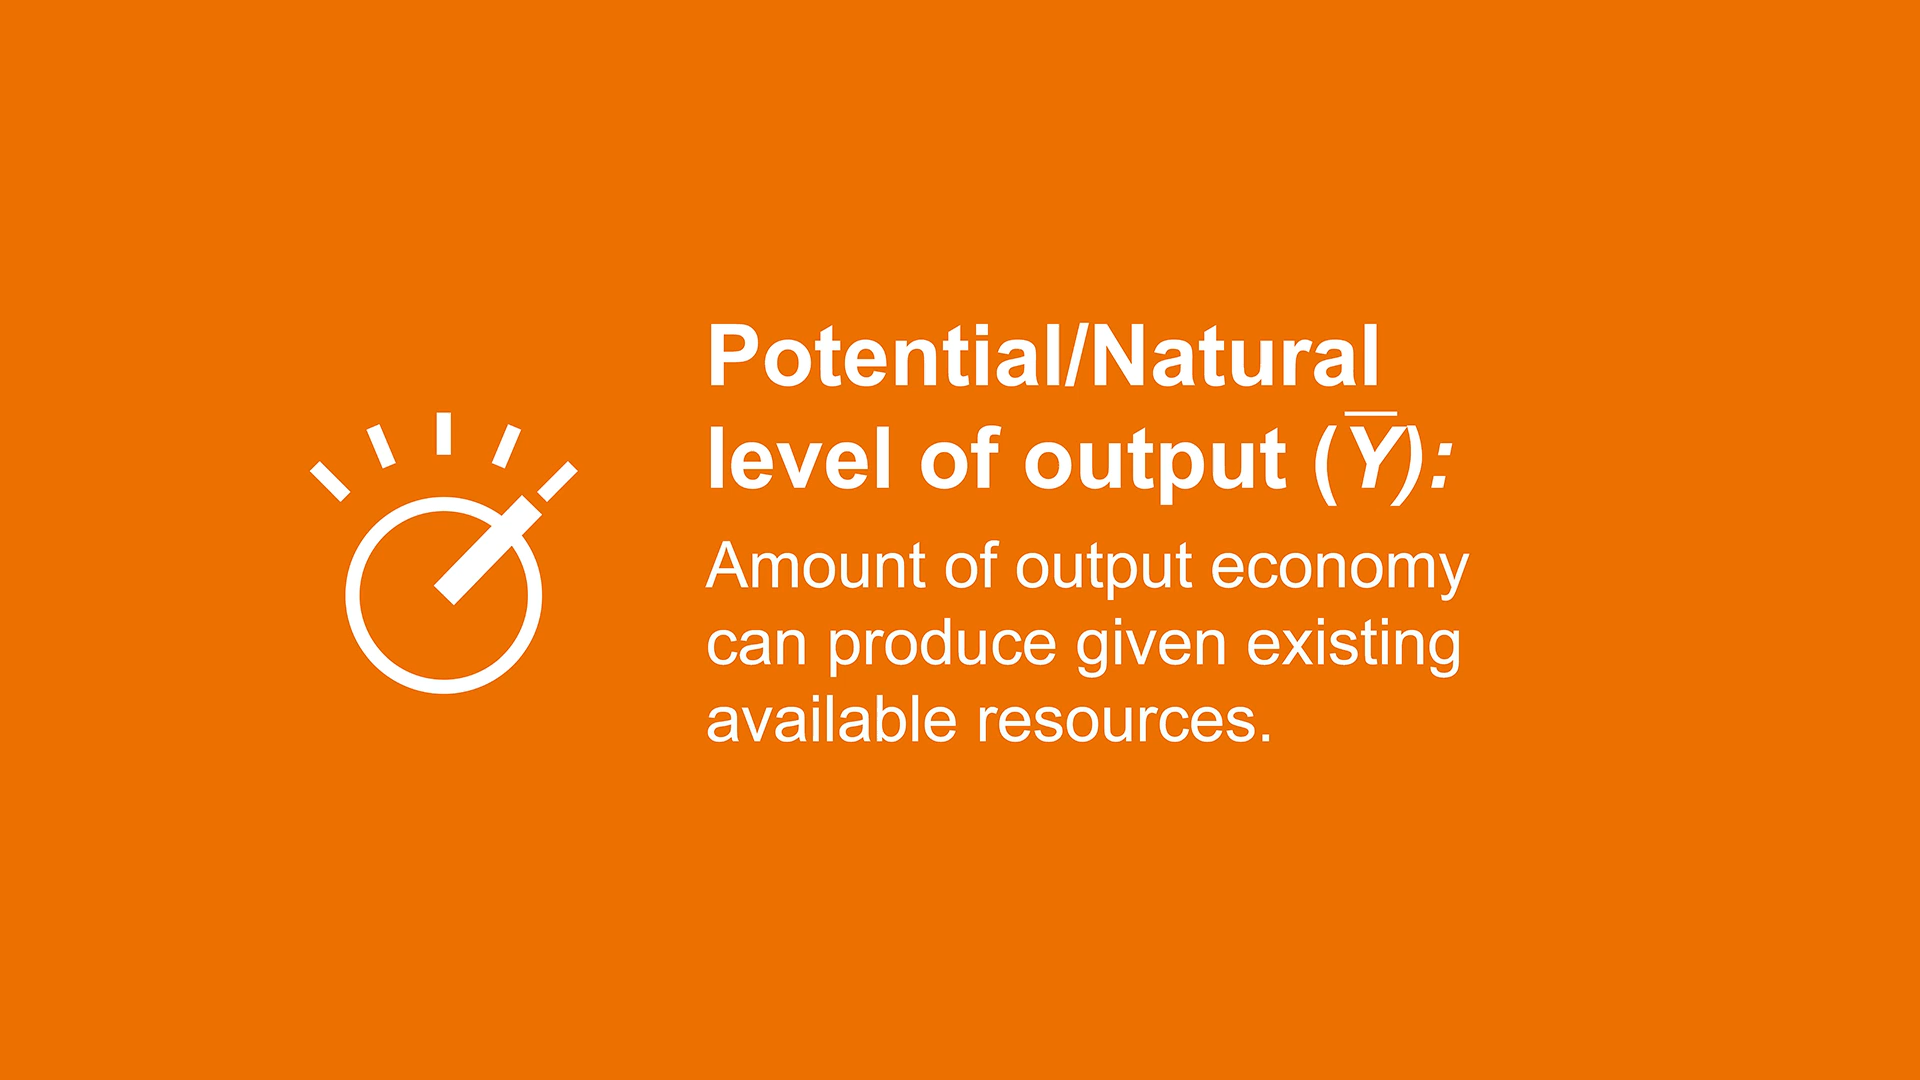 Potential/Natural
level of output (Y̅):
Amount of output economy
can produce given existing
available resources.